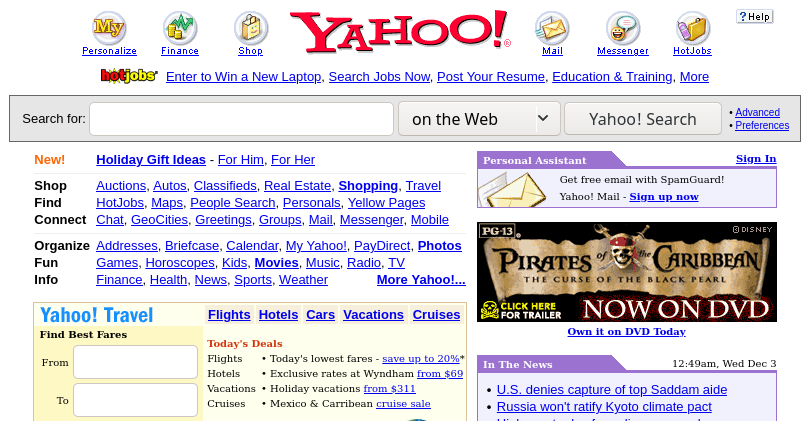 My
YAHOO!®
Help
Personalize Finance Shop Mail Messenger HotJobs
hotjobs Enter to Win a New Laptop, Search Jobs Now, Post Your Resume, Education & Training, More
Search for: on the Web Yahoo! Search
• Advanced
• Preferences
New! Holiday Gift Ideas - For Him, For Her
Shop Auctions, Autos, Classifieds, Real Estate, Shopping, Travel
Find HotJobs, Maps, People Search, Personals, Yellow Pages
Connect Chat, GeoCities, Greetings, Groups, Mail, Messenger, Mobile
Organize Addresses, Briefcase, Calendar, My Yahoo!, PayDirect, Photos
Fun Games, Horoscopes, Kids, Movies, Music, Radio, TV
Info Finance, Health, News, Sports, Weather More Yahoo!...
Yahoo! Travel
Flights Hotels Cars Vacations Cruises
Find Best Fares
From
To
Today's Deals
Flights • Today's lowest fares - save up to 20%*
Hotels • Exclusive rates at Wyndham from $69
Vacations • Holiday vacations from $311
Cruises • Mexico & Carribean cruise sale
Personal Assistant Sign In
Get free email with SpamGuard!
Yahoo! Mail - Sign up now
PG-13 ©DISNEY
PIRATES of the CARIBBEAN
THE CURSE OF THE BLACK PEARL
CLICK HERE
FOR TRAILER
NOW ON DVD
Own it on DVD Today
In The News 12:49am, Wed Dec 3
• U.S. denies capture of top Saddam aide
• Russia won't ratify Kyoto climate pact